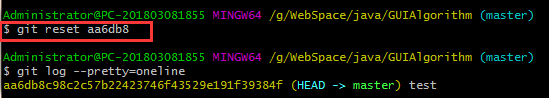 Administrator@PC-201803081855 MINGW64 /g/WebSpace/java/GUIAlgorithm (master)
$ git reset aa6db8
Administrator@PC-201803081855 MINGW64 /g/WebSpace/java/GUIAlgorithm (master)
$ git log --pretty=oneline
aa6db8c98c2c57b22423746f43529e191f39384f (HEAD -> master) test